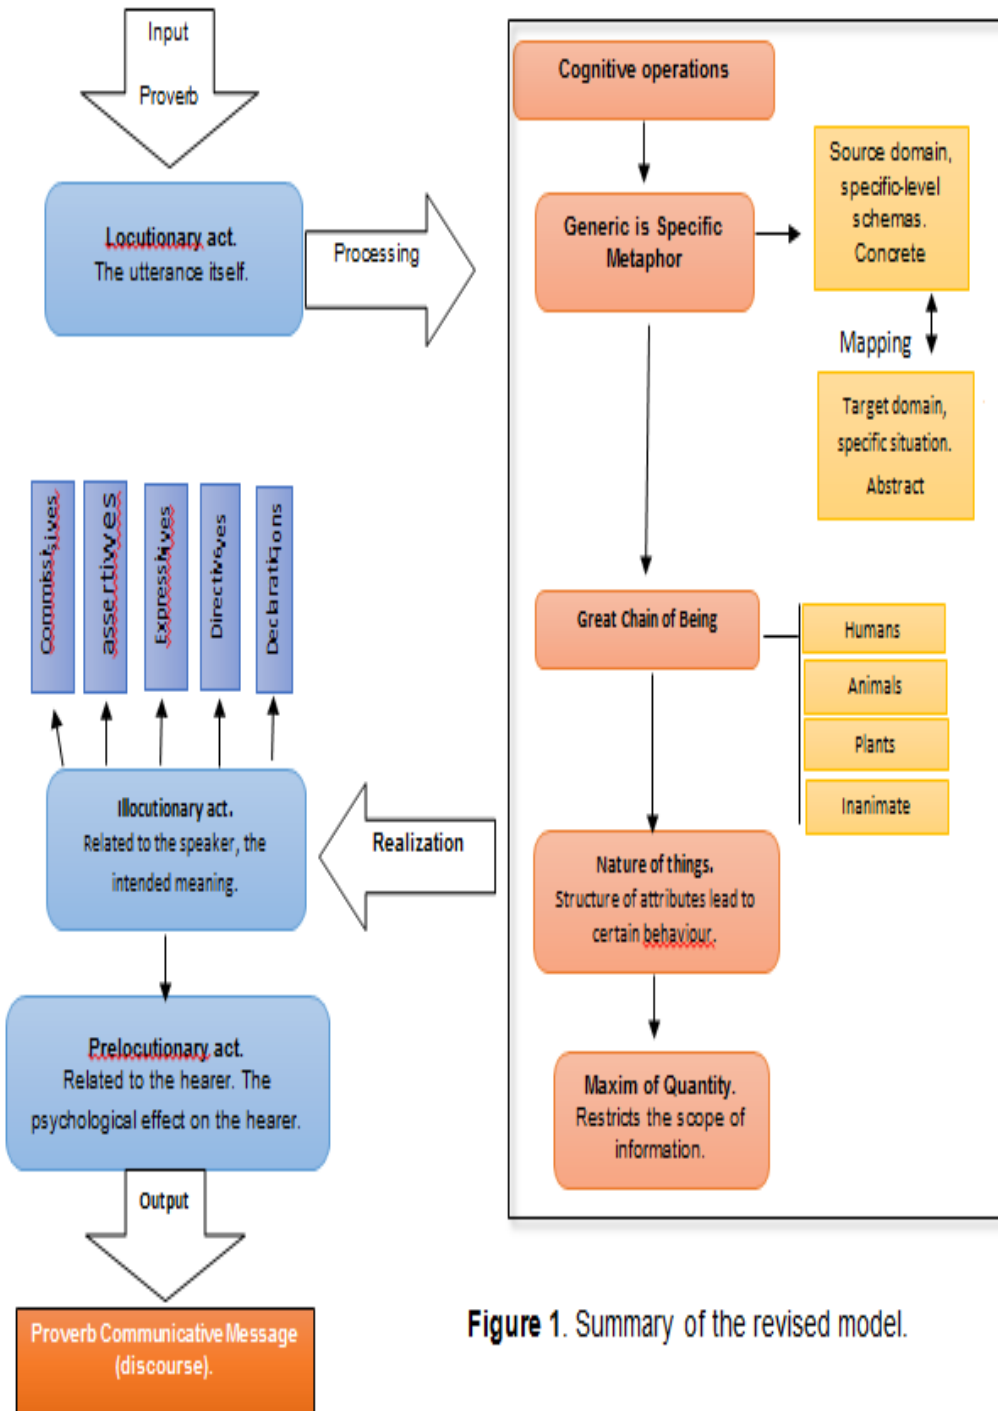 Input
Proverb
Locutionary act.
The utterance itself.
Processing
Cognitive operations
Generic is Specific
Metaphor
Source domain,
specific-level
schemas.
Concrete
Mapping
Target domain,
specific situation.
Abstract
Great Chain of Being
Humans
Animals
Plants
Inanimate
Nature of things.
Structure of attributes lead to
certain behaviour.
Maxim of Quantity.
Restricts the scope of
information.
Realization
assertives
Expressives
Directives
Declarations
Illocutionary act.
Related to the speaker, the
intended meaning.
Prelocutionary act.
Related to the hearer. The
psychological effect on the hearer.
Output
Proverb Communicative Message
(discourse).
Figure 1. Summary of the revised model.